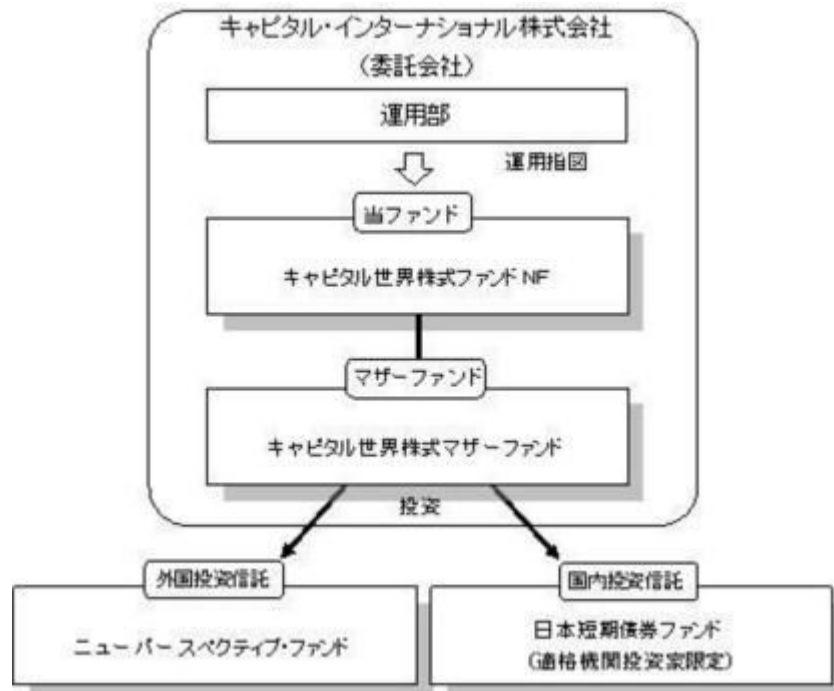 キャピタル・インターナショナル株式会社
(委託会社)
運用部
運用指図
当ファンド
キャピタル世界株式ファンドNF
マザーファンド
キャピタル世界株式マザーファンド
投資
外国投資信託
国内投資信託
ニューパースペクティブ・ファンド
日本短期債券ファンド
(適格機関投資家限定)